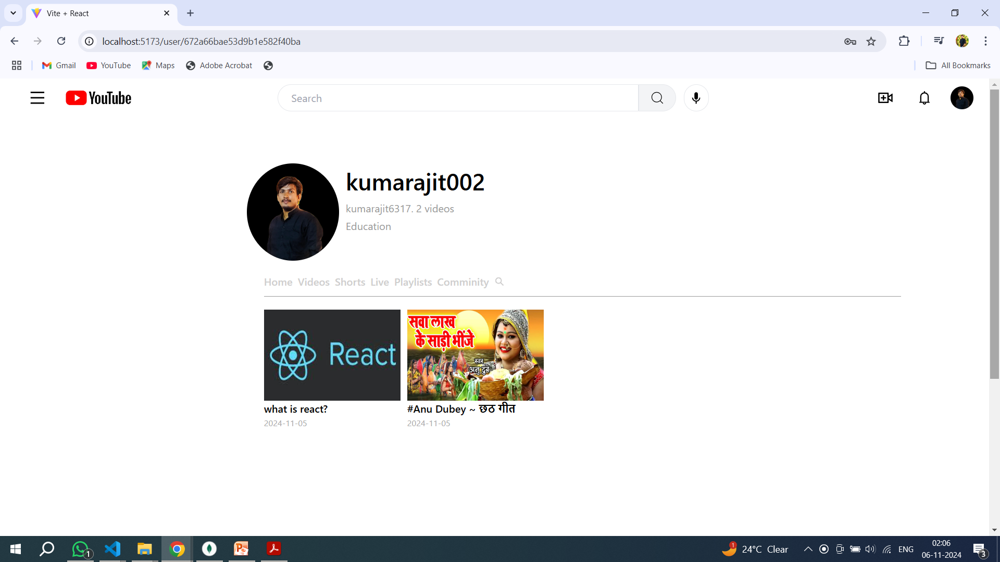 Vite + React
localhost:5173/user/672a66bae53d9b1e582f40ba
Gmail YouTube Maps Adobe Acrobat All Bookmarks
YouTube Search
kumarajit002
kumarajit6317. 2 videos
Education
Home Videos Shorts Live Playlists Comminity
React
सवा लाख
के साड़ी भींजे
स्वर
अनु दुबे
what is react? #Anu Dubey ~ छठ गीत
2024-11-05 2024-11-05
1 1 24°C Clear ENG 02:06
06-11-2024 3